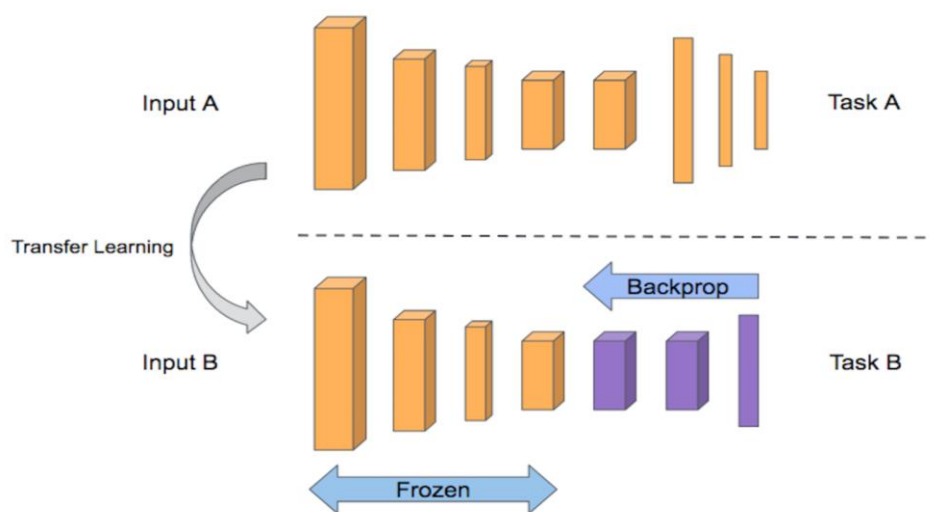 Input A
Task A
Transfer Learning
Backprop
Input B
Task B
Frozen